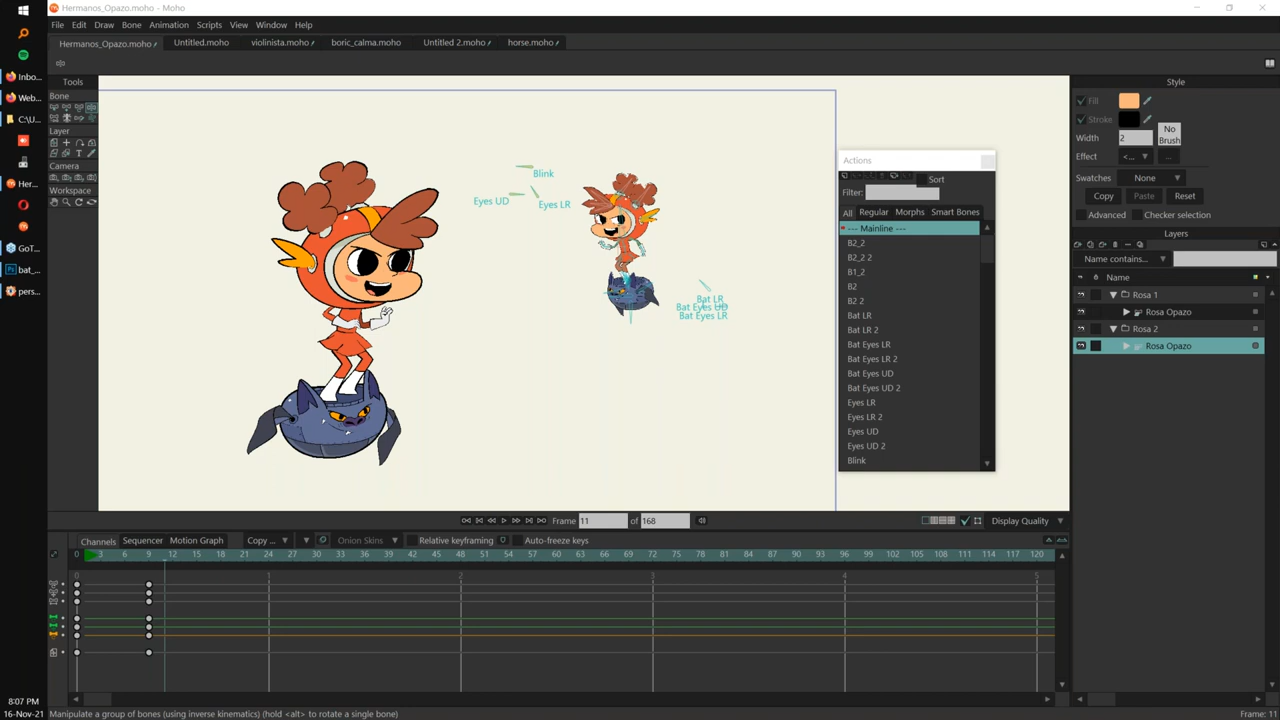 Hermanos_Opazo.moho - Moho
File Edit Draw Bone Animation Scripts View Window Help
Hermanos_Opazo.moho Untitled.moho violinista.moho boric_calma.moho Untitled 2.moho horse.moho
Tools
Bone
Layer
Camera
Workspace
Inbo...
Web...
C:\U...
Her...
GoT...
bat_...
pers...
8:07 PM
16-Nov-21
Blink
Eyes UD
Eyes LR
Bat LR
Bat Eyes UD
Bat Eyes LR
Actions
Sort
Filter:
All Regular Morphs Smart Bones
--- Mainline ---
B2_2
B2_2 2
B1_2
B2
B2 2
Bat LR
Bat LR 2
Bat Eyes LR
Bat Eyes LR 2
Bat Eyes UD
Bat Eyes UD 2
Eyes LR
Eyes LR 2
Eyes UD
Eyes UD 2
Blink
Style
Fill
Stroke
Width 2
No Brush
Effect <... ...
Swatches None
Copy Paste Reset
Advanced Checker selection
Layers
Name contains...
Name
Rosa 1
Rosa Opazo
Rosa 2
Rosa Opazo
Frame 11 of 168
Display Quality
Channels Sequencer Motion Graph Copy ... Onion Skins Relative keyframing Auto-freeze keys
0 3 6 9 12 15 18 21 24 27 30 33 36 39 42 45 48 51 54 57 60 63 66 69 72 75 78 81 84 87 90 93 96 99 102 105 108 111 114 117 120
0 1 2 3 4 5
Manipulate a group of bones (using inverse kinematics) (hold <alt> to rotate a single bone)
Frame: 11